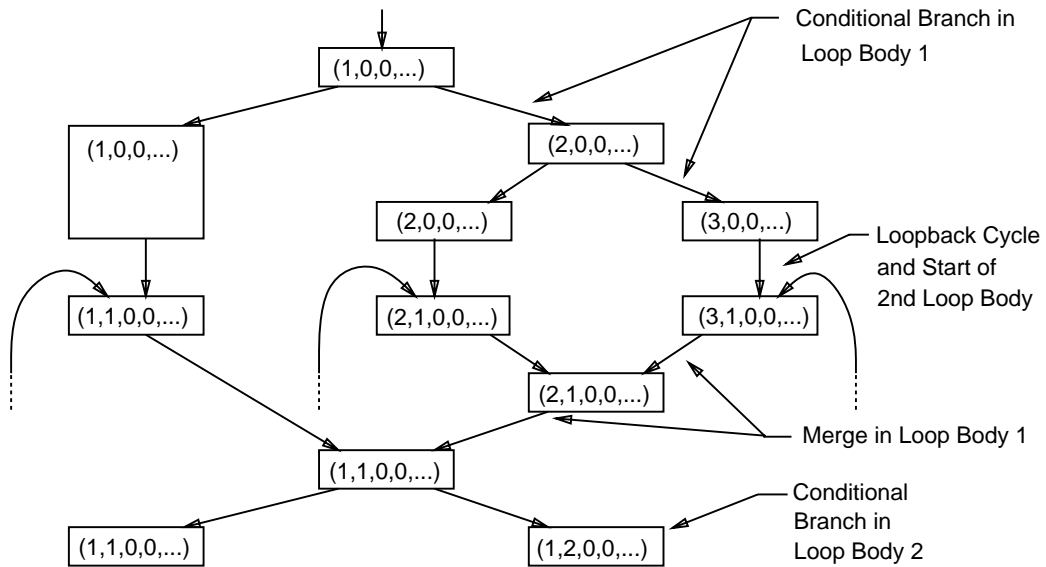 Conditional Branch in
Loop Body 1
(1,0,0,...)
(1,0,0,...)
(2,0,0,...)
(2,0,0,...)
(3,0,0,...)
Loopback Cycle
and Start of
2nd Loop Body
(1,1,0,0,...)
(2,1,0,0,...)
(3,1,0,0,...)
(2,1,0,0,...)
Merge in Loop Body 1
(1,1,0,0,...)
Conditional
Branch in
Loop Body 2
(1,1,0,0,...)
(1,2,0,0,...)